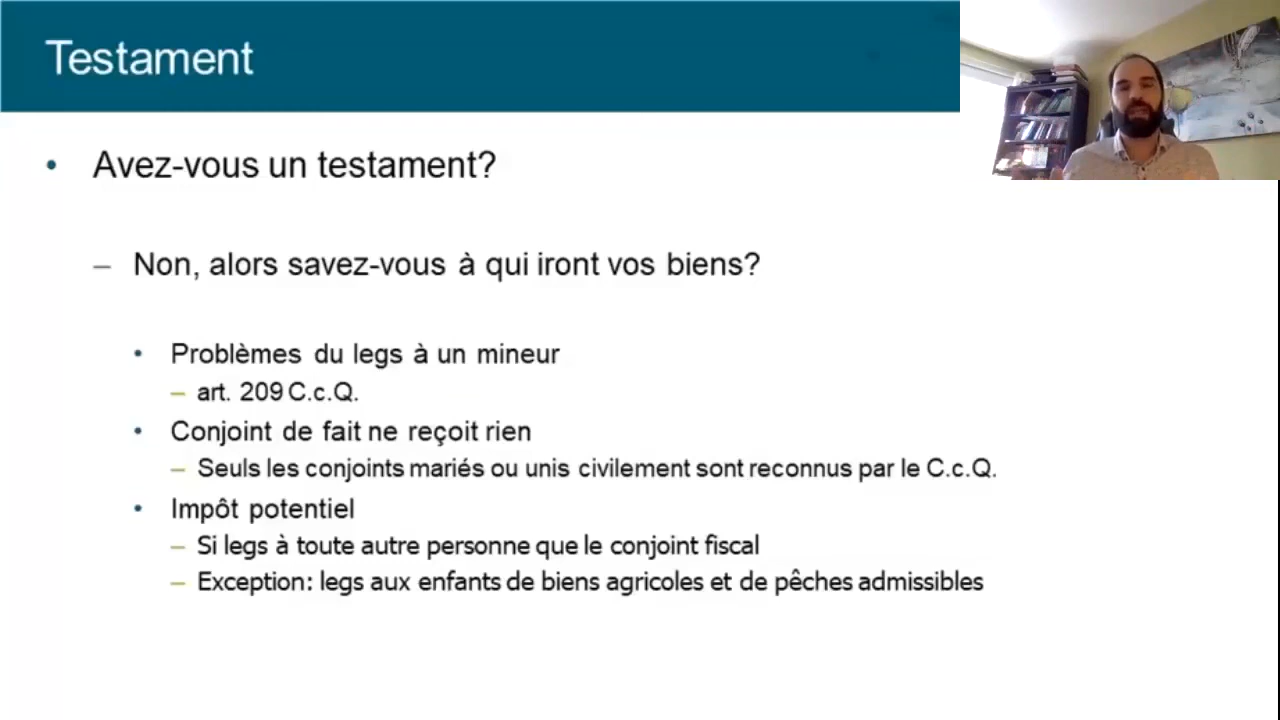 Testament
• Avez-vous un testament?
– Non, alors savez-vous à qui iront vos biens?
• Problèmes du legs à un mineur
– art. 209 C.c.Q.
• Conjoint de fait ne reçoit rien
– Seuls les conjoints mariés ou unis civilement sont reconnus par le C.c.Q.
• Impôt potentiel
– Si legs à toute autre personne que le conjoint fiscal
– Exception: legs aux enfants de biens agricoles et de pêches admissibles